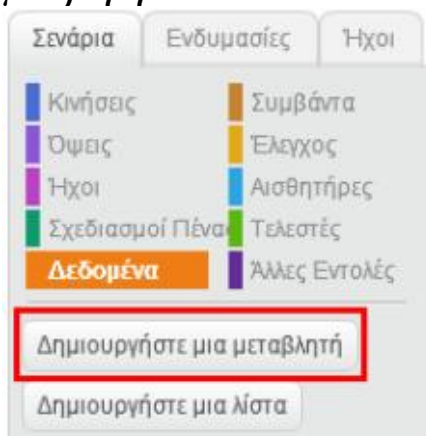 Σενάρια Ενδυμασίες Ήχοι
Κινήσεις Συμβάντα
Όψεις Έλεγχος
Ήχοι Αισθητήρες
Σχεδιασμοί Πένας Τελεστές
Δεδομένα Άλλες Εντολές
Δημιουργήστε μια μεταβλητή
Δημιουργήστε μια λίστα